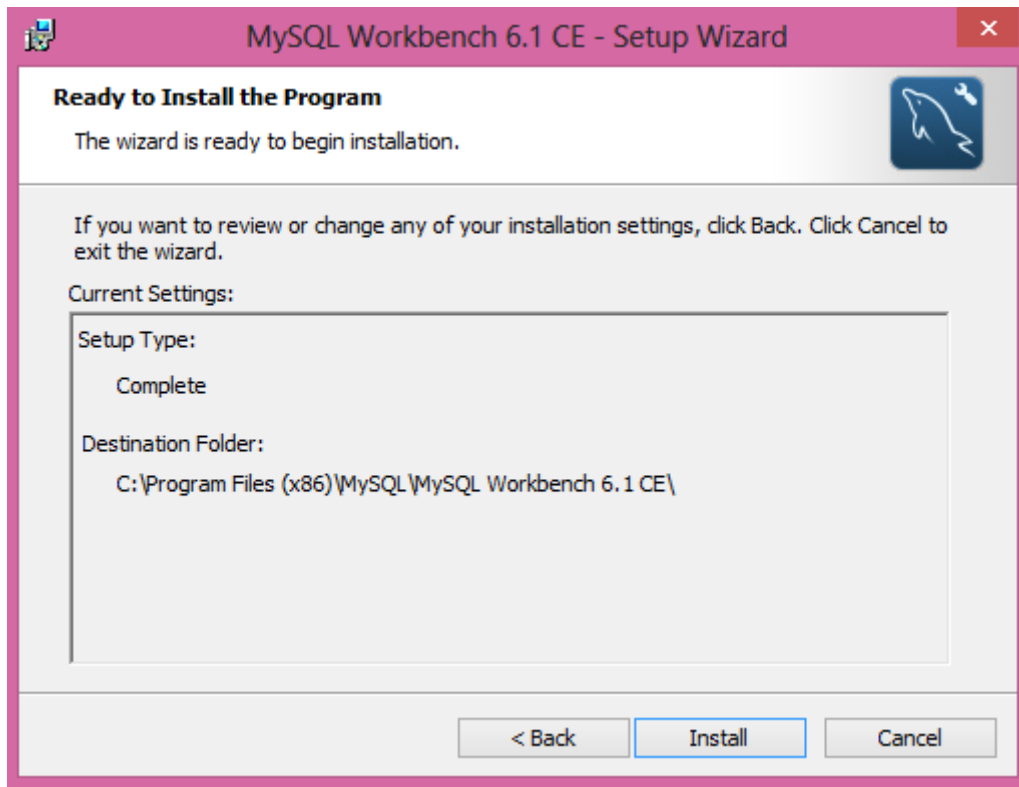 MySQL Workbench 6.1 CE - Setup Wizard
Ready to Install the Program
The wizard is ready to begin installation.
If you want to review or change any of your installation settings, click Back. Click Cancel to
exit the wizard.
Current Settings:
Setup Type:
Complete
Destination Folder:
C:\Program Files (x86)\MySQL\MySQL Workbench 6.1 CE\
< Back
Install
Cancel